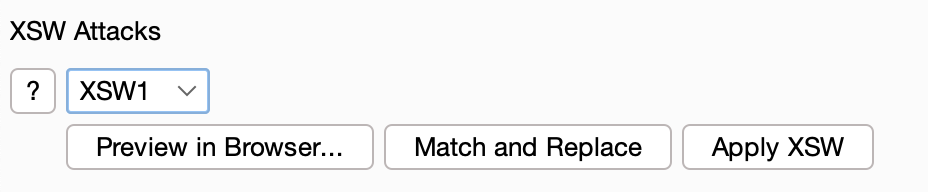 XSW Attacks
? XSW1
Preview in Browser... Match and Replace Apply XSW